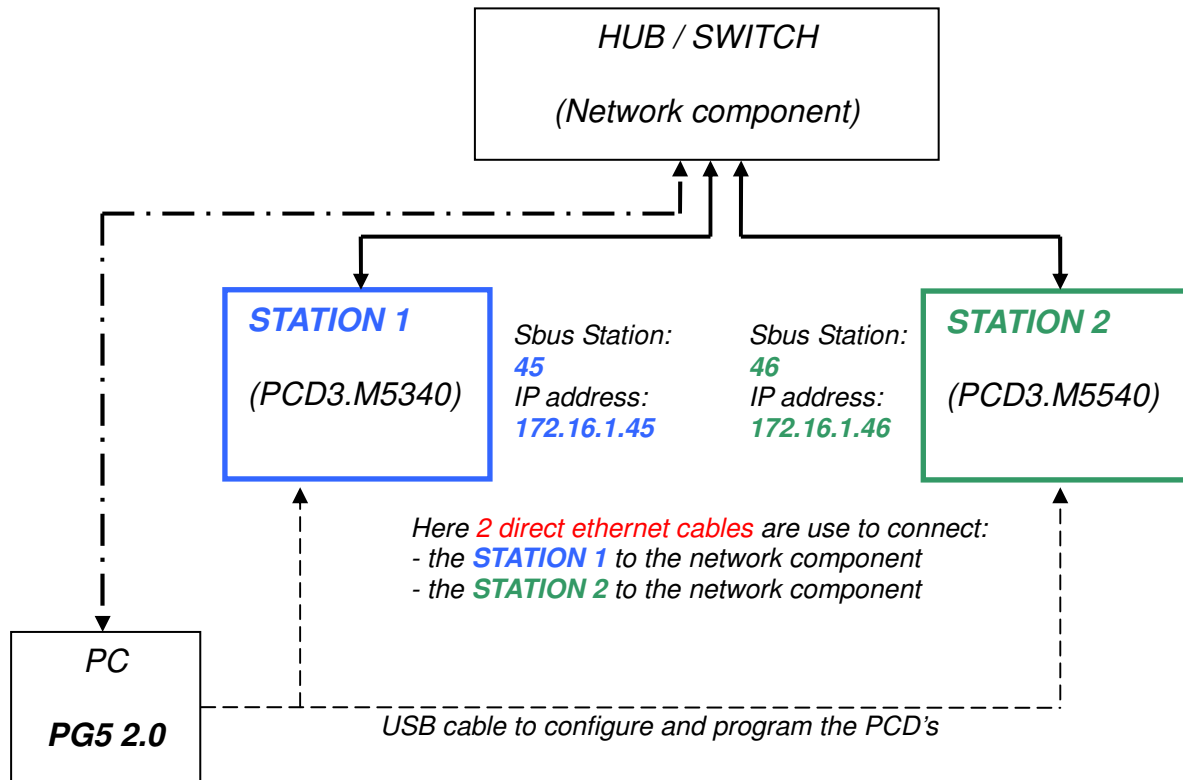 HUB / SWITCH
(Network component)
STATION 1
(PCD3.M5340)
Sbus Station:
45
IP address:
172.16.1.45
Sbus Station:
46
IP address:
172.16.1.46
STATION 2
(PCD3.M5540)
Here 2 direct ethernet cables are use to connect:
- the STATION 1 to the network component
- the STATION 2 to the network component
PC
PG5 2.0
USB cable to configure and program the PCD's